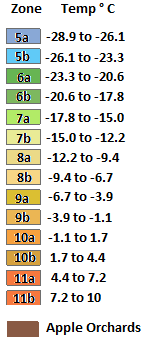 Zone Temp ° C
5a -28.9 to -26.1
5b -26.1 to -23.3
6a -23.3 to -20.6
6b -20.6 to -17.8
7a -17.8 to -15.0
7b -15.0 to -12.2
8a -12.2 to -9.4
8b -9.4 to -6.7
9a -6.7 to -3.9
9b -3.9 to -1.1
10a -1.1 to 1.7
10b 1.7 to 4.4
11a 4.4 to 7.2
11b 7.2 to 10
Apple Orchards